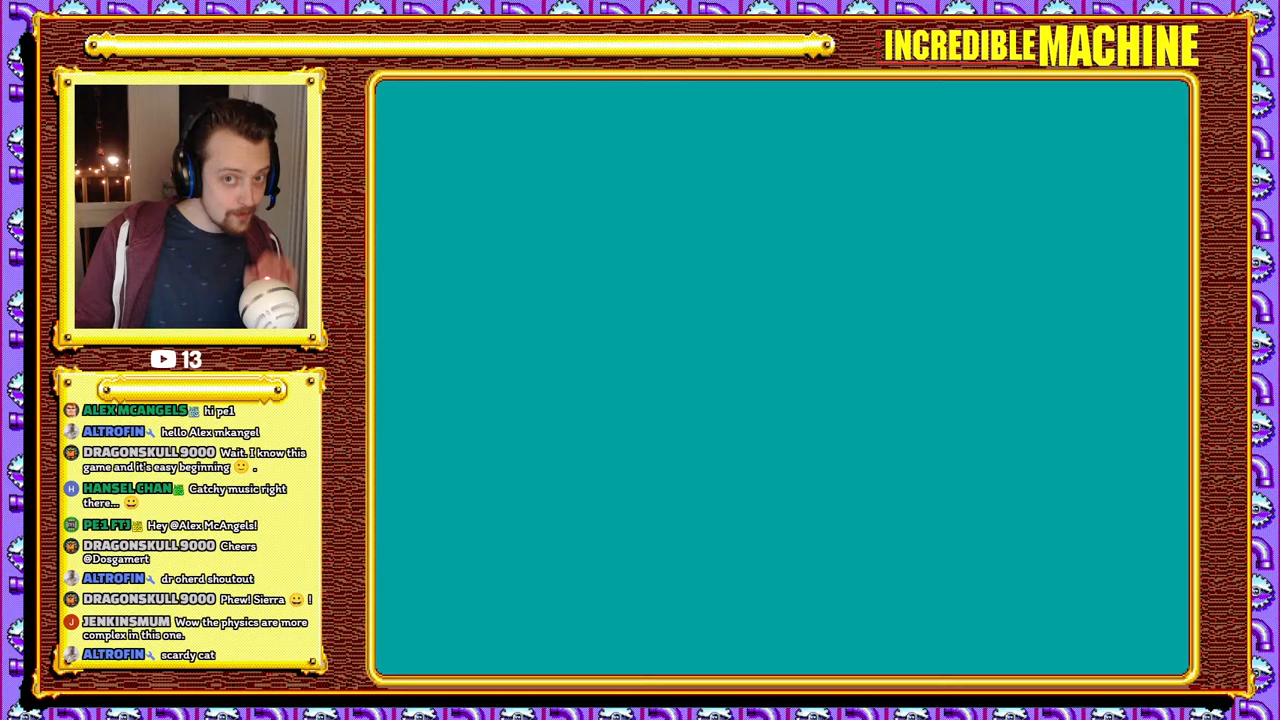 INCREDIBLE MACHINE
13
ALEX MCANGELS hi pe1
ALTROFIN hello Alex mkangel
DRAGONSKULL9000 Wait. I know this
game and it's easy beginning 🙂 .
HANSEL CHAN Catchy music right
there... 😀
PE1 FTJ Hey @Alex McAngels!
DRAGONSKULL9000 Cheers
@Dosgamert
ALTROFIN dr oherd shoutout
DRAGONSKULL9000 Phew! Sierra 😀 !
J JENKINSMUM Wow the physics are more
complex in this one.
ALTROFIN scardy cat